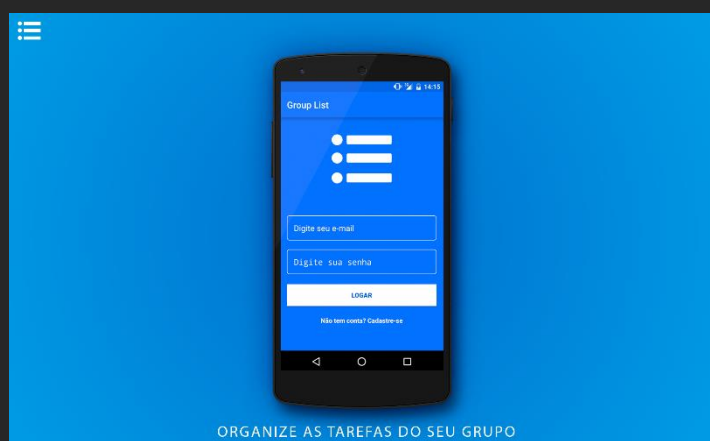 14:15
Group List
Digite seu e-mail
Digite sua senha
LOGAR
Não tem conta? Cadastre-se
ORGANIZE AS TAREFAS DO SEU GRUPO